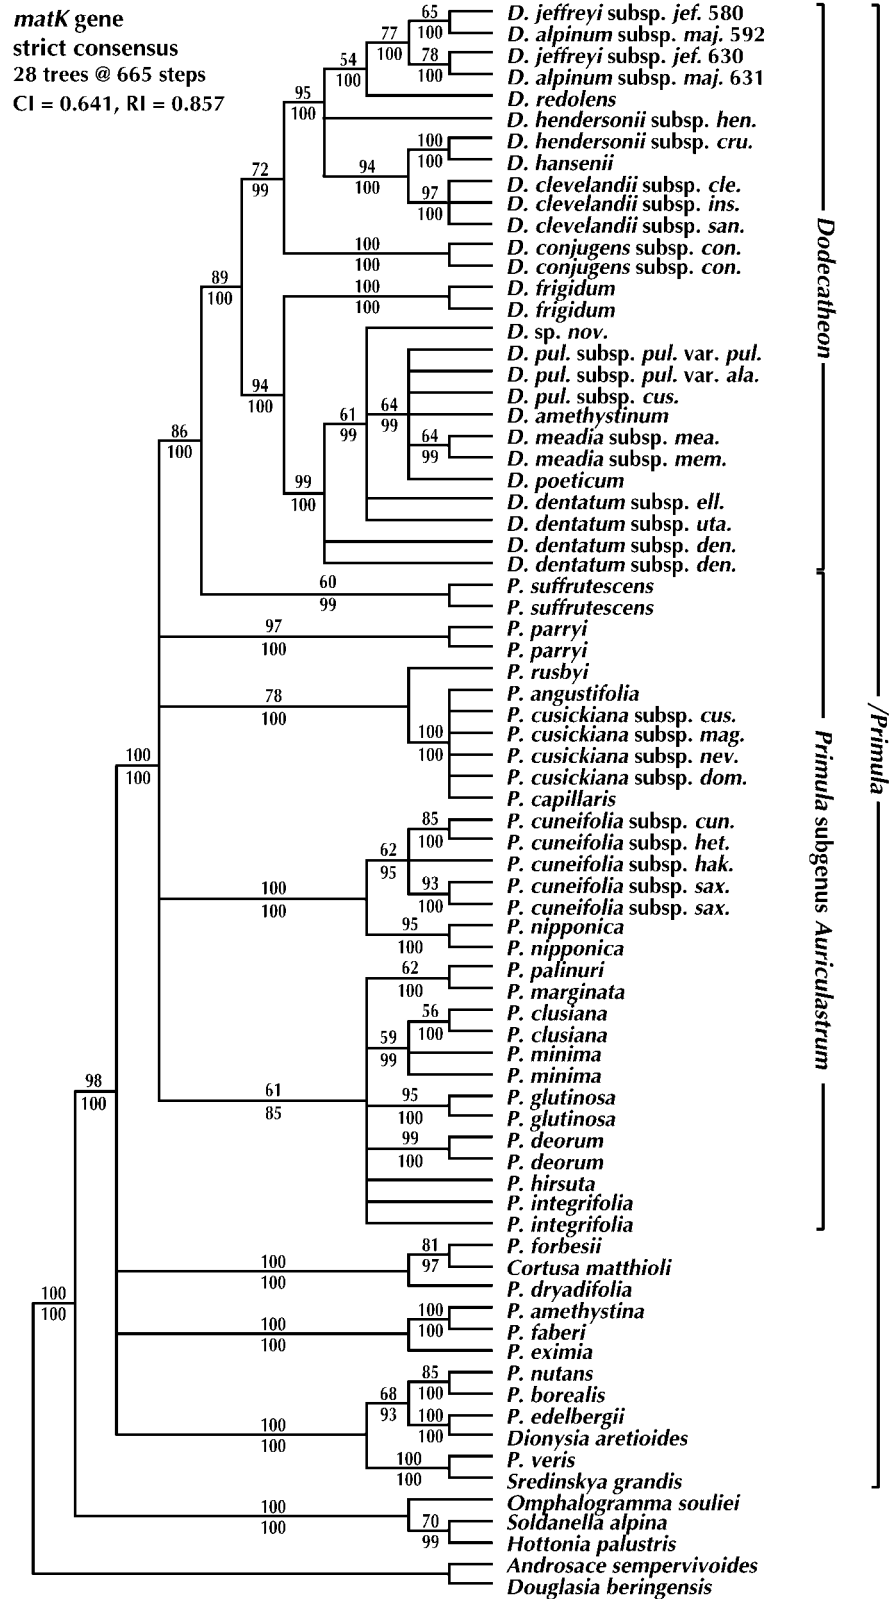 matK gene
strict consensus
28 trees @ 665 steps
CI = 0.641, RI = 0.857
65
D. jeffreyi subsp. jef. 580
77
D. alpinum subsp. maj. 592
100
100
78
D. jeffreyi subsp. jef. 630
54
100
D. alpinum subsp. maj. 631
100
95
D. redolens
100
D. hendersonii subsp. hen.
100
D. hendersonii subsp. cru.
94
100
D. hansenii
100
97
D. clevelandii subsp. cle.
72
100
D. clevelandii subsp. ins.
99
D. clevelandii subsp. san.
100
D. conjugens subsp. con.
100
D. conjugens subsp. con.
89
100
100
D. frigidum
100
D. frigidum
D. sp. nov.
D. pul. subsp. pul. var. pul.
94
D. pul. subsp. pul. var. ala.
100
D. pul. subsp. cus.
61
64
D. amethystinum
99
99
86
64
D. meadia subsp. mea.
100
99
D. meadia subsp. mem.
99
D. poeticum
100
D. dentatum subsp. ell.
D. dentatum subsp. uta.
D. dentatum subsp. den.
D. dentatum subsp. den.
60
P. suffrutescens
99
P. suffrutescens
97
P. parryi
100
P. parryi
P. rusbyi
78
P. angustifolia
100
P. cusickiana subsp. cus.
100
P. cusickiana subsp. mag.
100
100
P. cusickiana subsp. nev.
100
P. cusickiana subsp. dom.
P. capillaris
85
P. cuneifolia subsp. cun.
62
100
P. cuneifolia subsp. het.
95
P. cuneifolia subsp. hak.
100
93
P. cuneifolia subsp. sax.
100
100
P. cuneifolia subsp. sax.
95
P. nipponica
100
P. nipponica
62
P. palinuri
100
P. marginata
56
P. clusiana
59
100
P. clusiana
99
P. minima
98
P. minima
100
61
95
P. glutinosa
85
100
P. glutinosa
99
P. deorum
100
P. deorum
P. hirsuta
P. integrifolia
P. integrifolia
81
P. forbesii
100
97
Cortusa matthioli
100
100
P. dryadifolia
100
100
100
P. amethystina
100
100
P. faberi
P. eximia
85
P. nutans
68
100
P. borealis
93
100
P. edelbergii
100
100
100
Dionysia aretioides
100
P. veris
100
Sredinskya grandis
100
Omphalogramma souliei
100
70
Soldanella alpina
99
Hottonia palustris
Androsace sempervivoides
Douglasia beringensis
Dodecatheon
Primula subgenus Auriculastrum
/Primula